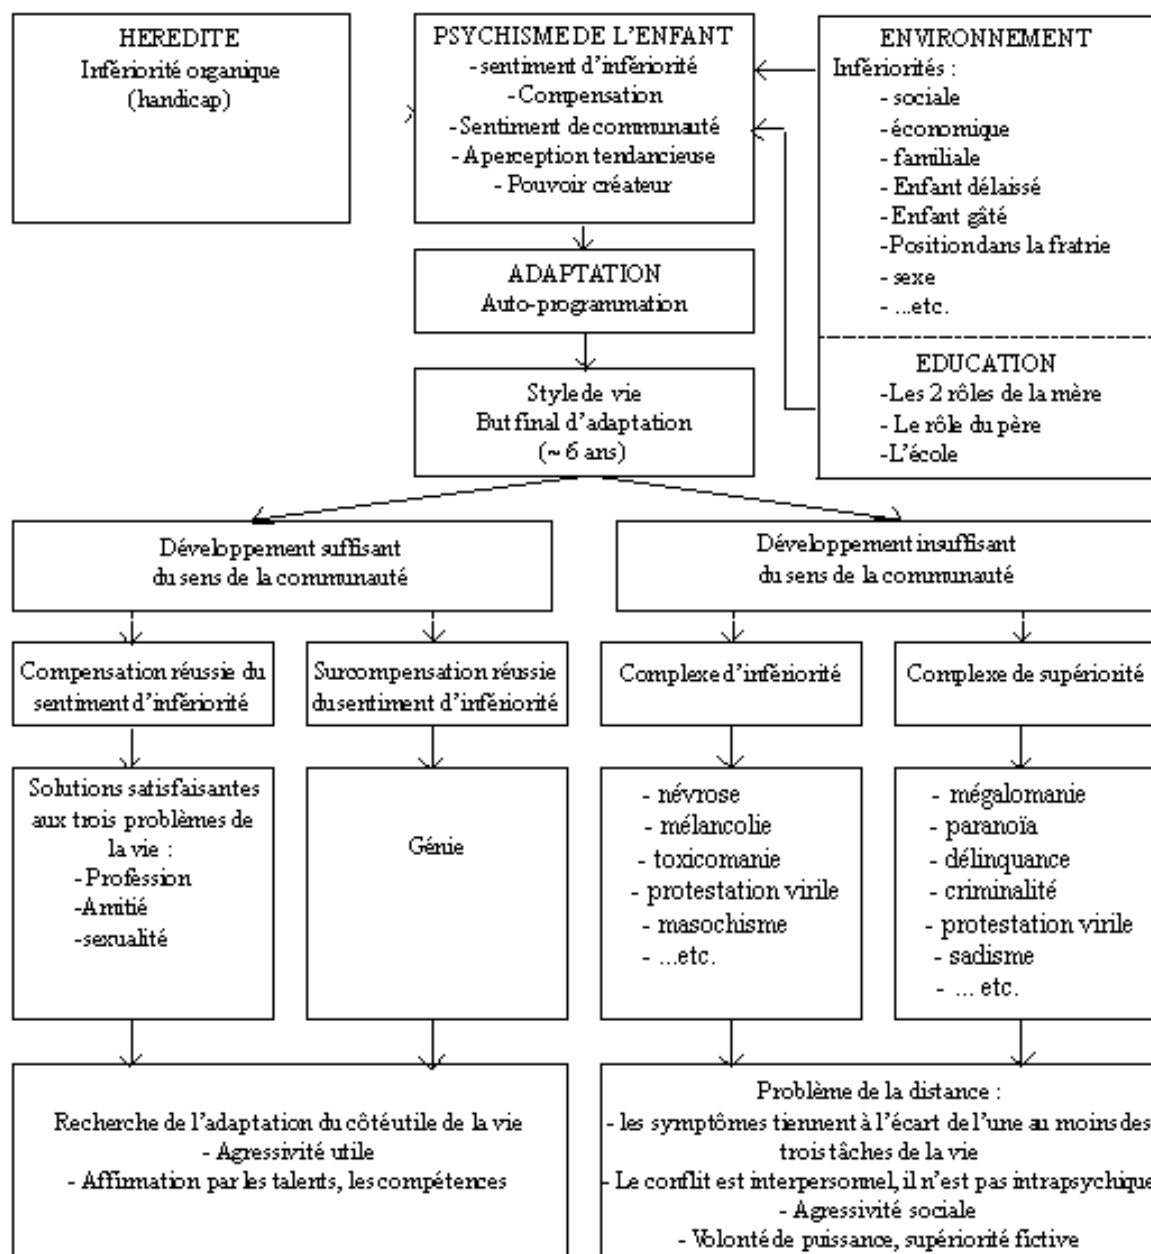 HEREDITE
Infériorité organique
(handicap)
PSYCHISME DE L'ENFANT
-sentiment d'infériorité
-Compensation
-Sentiment de communauté
-Aperception tendancieuse
- Pouvoir créateur
ENVIRONNEMENT
Infériorités :
- sociale
-économique
- familiale
- Enfant délaissé
- Enfant gâté
-Position dans la fratrie
- sexe
- ...etc.
EDUCATION
-Les 2 rôles de la mère
- Le rôle du père
-L'école
ADAPTATION
Auto-programmation
Style de vie
But final d'adaptation
(~ 6 ans)
Développement suffisant
du sens de la communauté
Développement insuffisant
du sens de la communauté
Compensation réussie du
sentiment d'infériorité
Surcompensation réussie
du sentiment d'infériorité
Complexe d'infériorité
Complexe de supériorité
Solutions satisfaisantes
aux trois problèmes de
la vie :
-Profession
-Amitié
-sexualité
Génie
- névrose
- mélancolie
- toxicomanie
- protestation virile
- masochisme
- ...etc.
- mégalomanie
- paranoïa
- délinquance
- criminalité
- protestation virile
- sadisme
- ... etc.
Recherche de l'adaptation du côté utile de la vie
- Agressivité utile
- Affirmation par les talents, les compétences
Problème de la distance :
- les symptômes tiennent à l'écart de l'une au moins des
trois tâches de la vie
- Le conflit est interpersonnel, il n'est pas intrapsychique
- Agressivité sociale
- Volonté de puissance, supériorité fictive